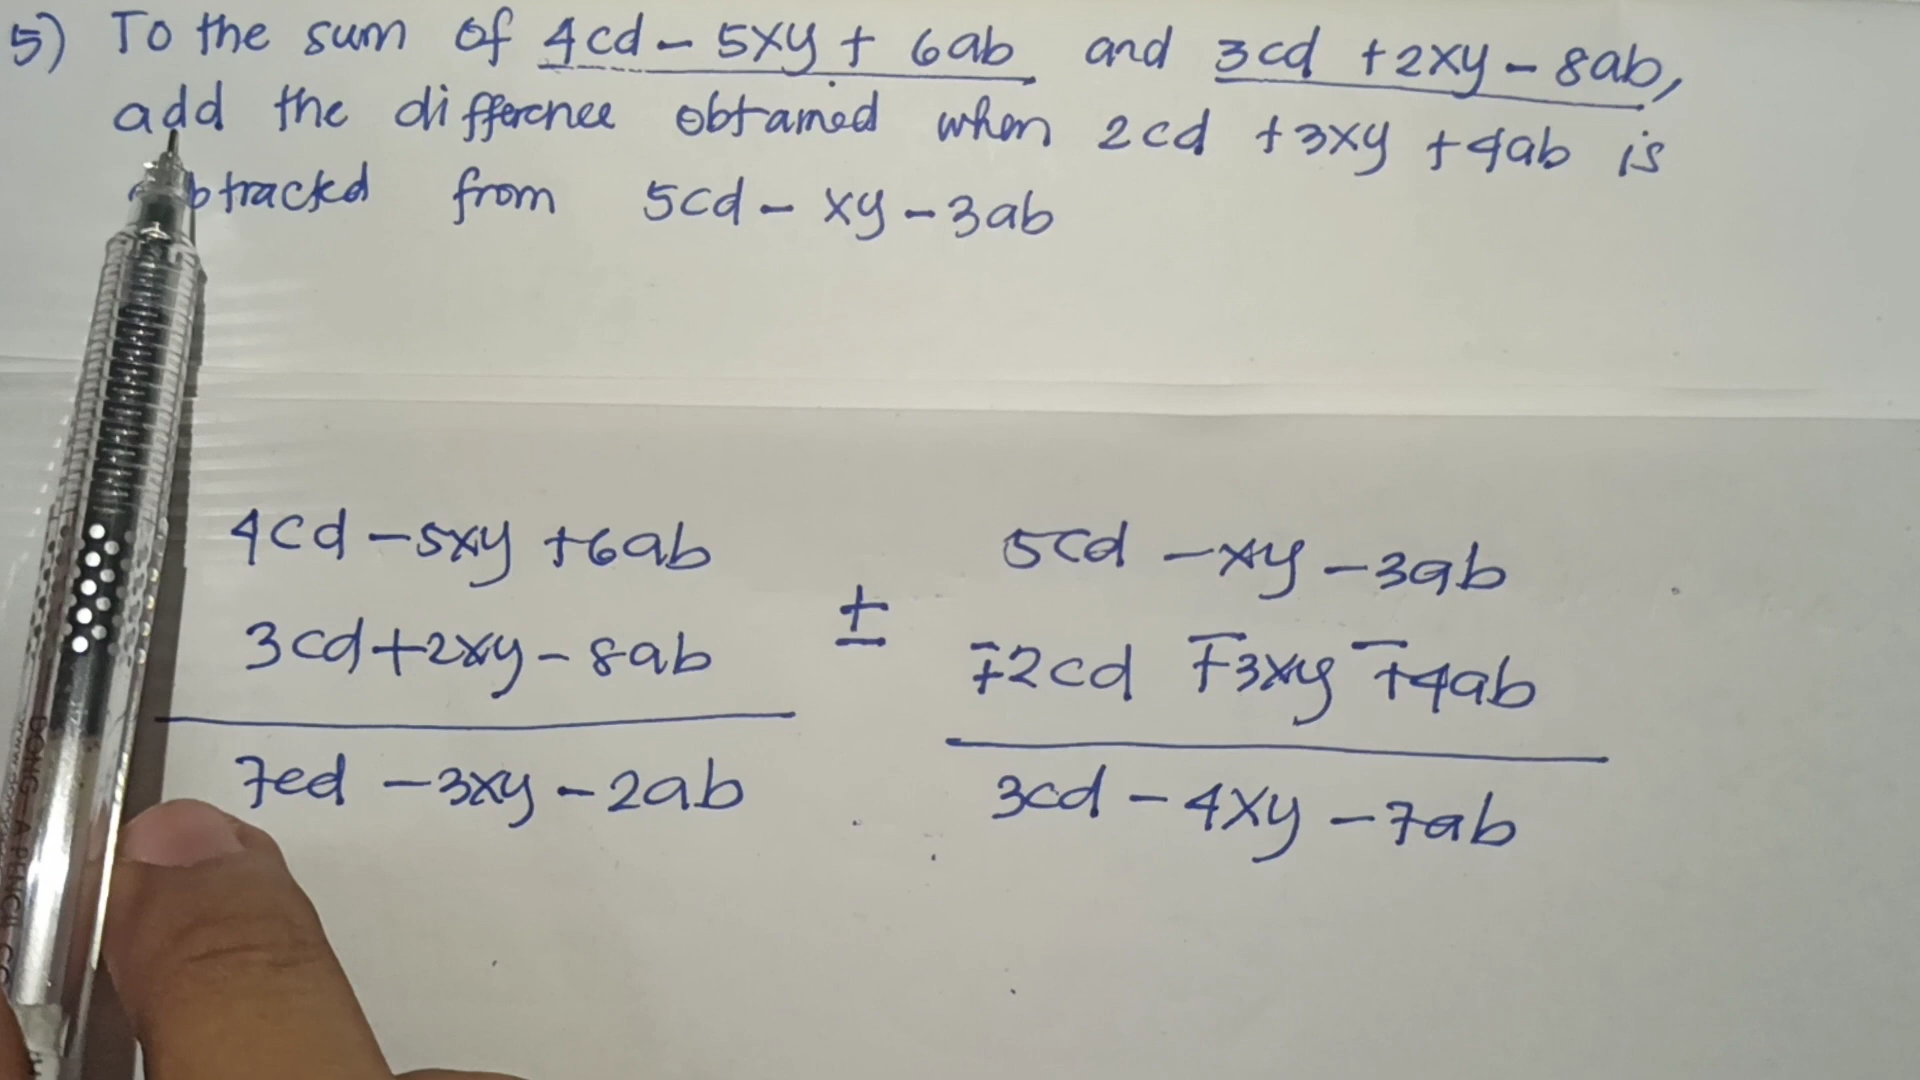 5) To the sum of 4cd - 5xy + 6ab and 3cd + 2xy - 8ab,
add the difference obtained when 2cd + 3xy + 4ab is
btracted from 5cd - xy - 3ab
4cd - 5xy + 6ab
3cd + 2xy - 8ab
7cd - 3xy - 2ab
±
5cd - xy - 3ab
∓2cd ∓3xy ∓4ab
3cd - 4xy - 7ab